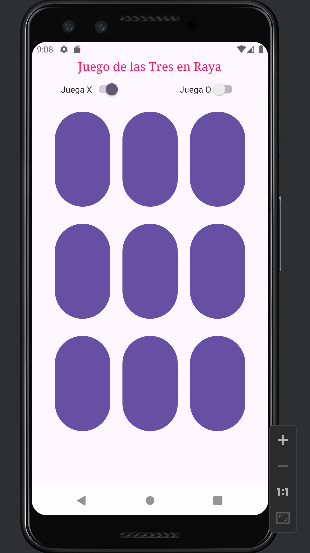 9:08
Juego de las Tres en Raya
Juega X
Juega O
1:1